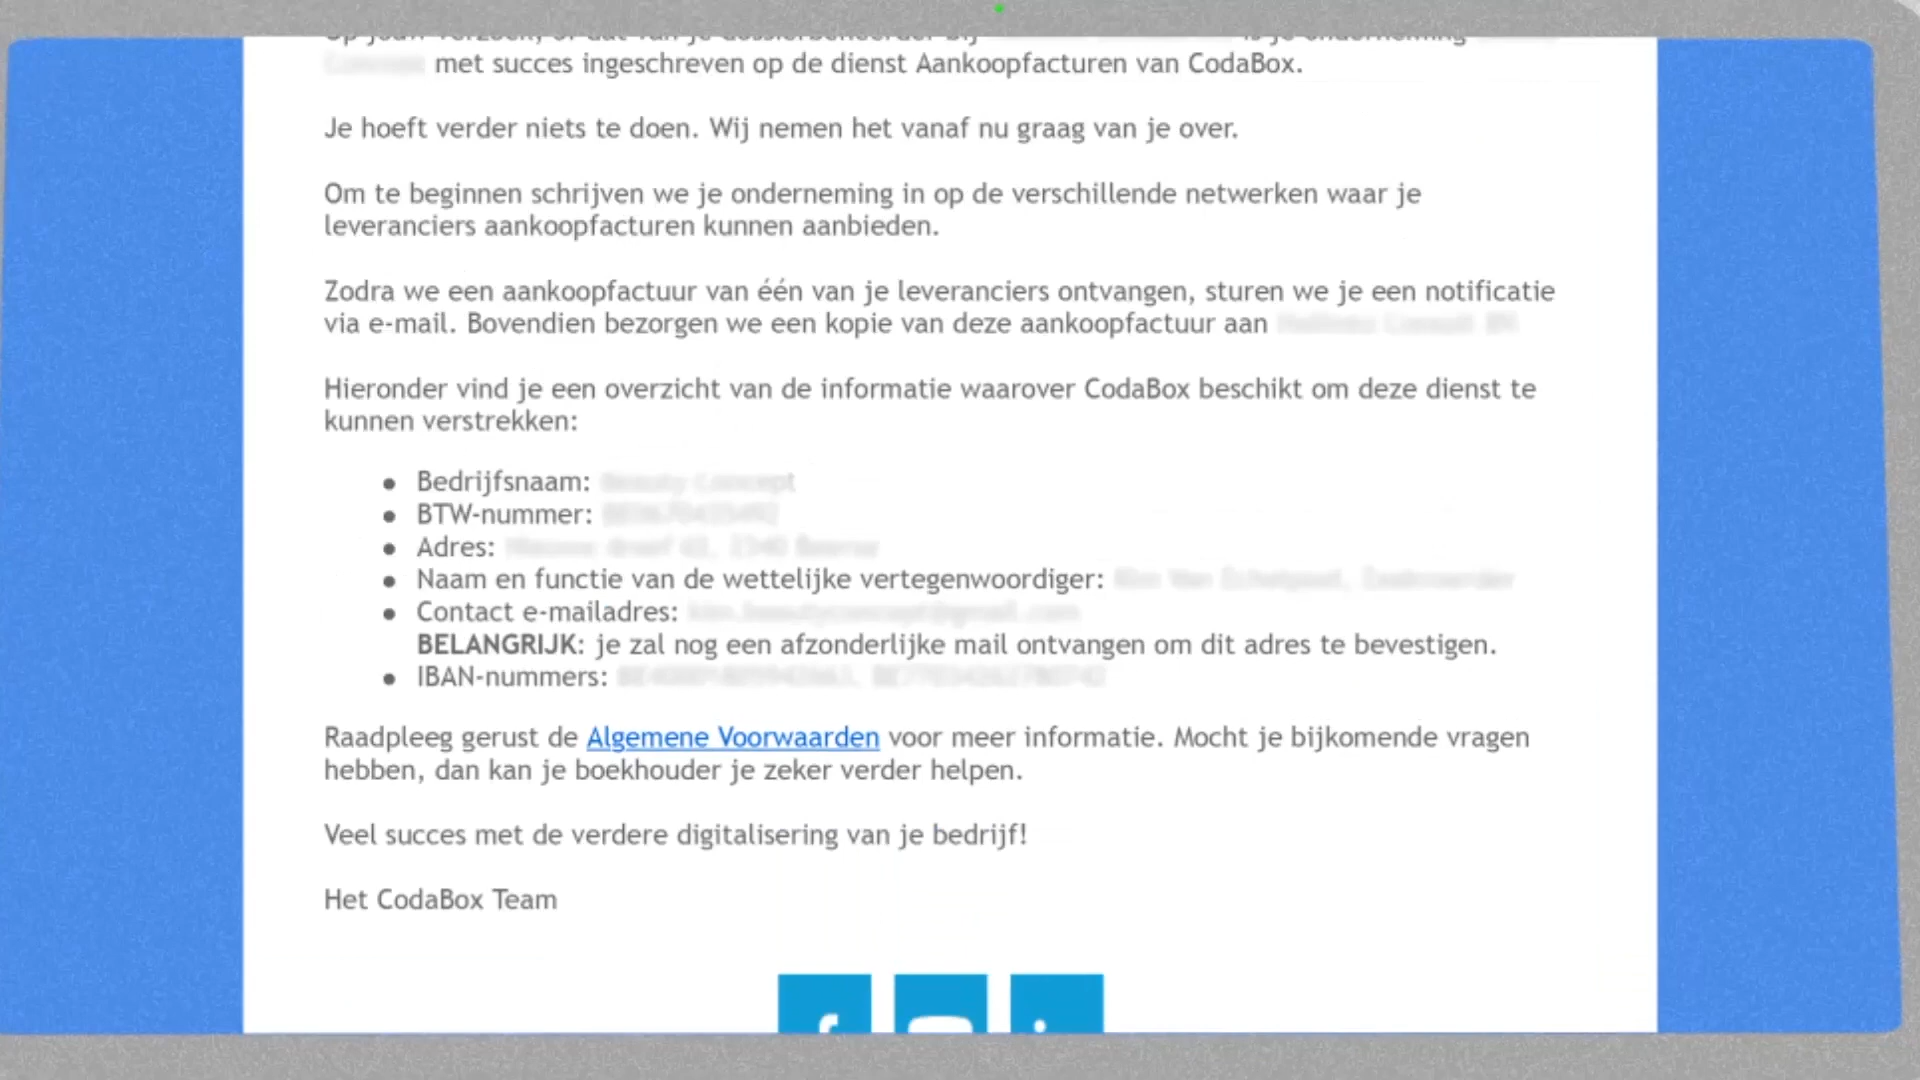 met succes ingeschreven op de dienst Aankoopfacturen van CodaBox.
Je hoeft verder niets te doen. Wij nemen het vanaf nu graag van je over.
Om te beginnen schrijven we je onderneming in op de verschillende netwerken waar je
leveranciers aankoopfacturen kunnen aanbieden.
Zodra we een aankoopfactuur van één van je leveranciers ontvangen, sturen we je een notificatie
via e-mail. Bovendien bezorgen we een kopie van deze aankoopfactuur aan
Hieronder vind je een overzicht van de informatie waarover CodaBox beschikt om deze dienst te
kunnen verstrekken:
• Bedrijfsnaam:
• BTW-nummer:
• Adres:
• Naam en functie van de wettelijke vertegenwoordiger:
• Contact e-mailadres:
BELANGRIJK: je zal nog een afzonderlijke mail ontvangen om dit adres te bevestigen.
• IBAN-nummers:
Raadpleeg gerust de Algemene Voorwaarden voor meer informatie. Mocht je bijkomende vragen
hebben, dan kan je boekhouder je zeker verder helpen.
Veel succes met de verdere digitalisering van je bedrijf!
Het CodaBox Team